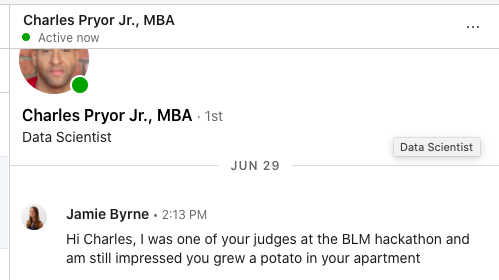 Charles Pryor Jr., MBA
Active now
...
Charles Pryor Jr., MBA · 1st
Data Scientist
Data Scientist
JUN 29
Jamie Byrne • 2:13 PM
Hi Charles, I was one of your judges at the BLM hackathon and
am still impressed you grew a potato in your apartment